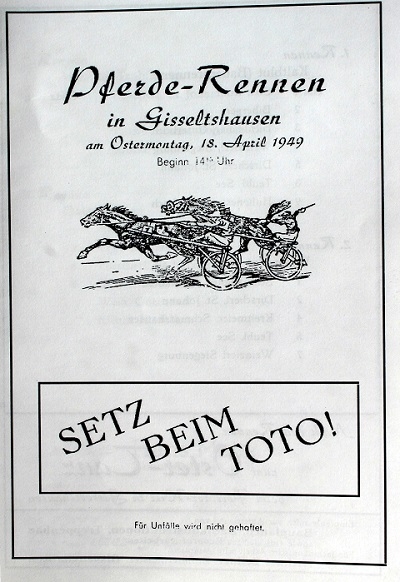 Pferde-Rennen
in Gisseltshausen
am Ostermontag, 18. April 1949
Beginn 14 Uhr
SETZ
BEIM
TOTO!
Für Unfälle wird nicht gehaftet.